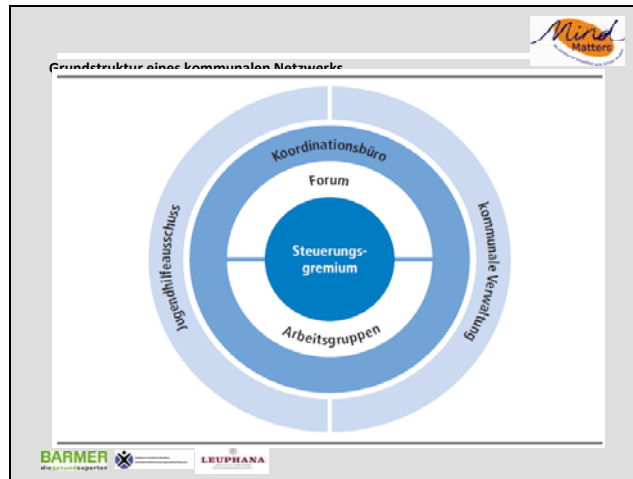 Mind
Matters
Grundstruktur eines kommunalen Netzwerks
Koordinationsbüro
Forum
Jugendhilfeausschuss
Steuerungs-
gremium
kommunale Verwaltung
Arbeitsgruppen
BARMER
die gesundexperten
LEUPHANA